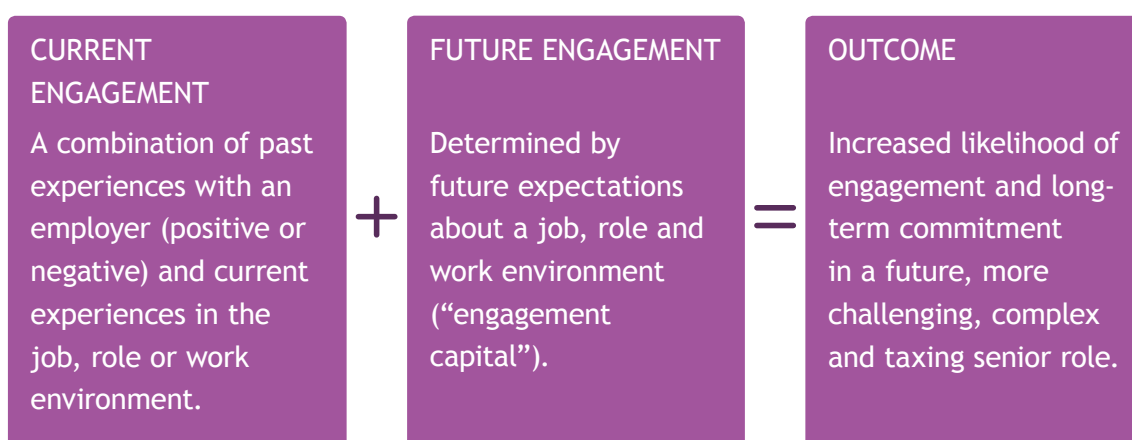 CURRENT
ENGAGEMENT
A combination of past
experiences with an
employer (positive or
negative) and current
experiences in the
job, role or work
environment.
+
FUTURE ENGAGEMENT
Determined by
future expectations
about a job, role and
work environment
(“engagement
capital”).
=
OUTCOME
Increased likelihood of
engagement and long-
term commitment
in a future, more
challenging, complex
and taxing senior role.